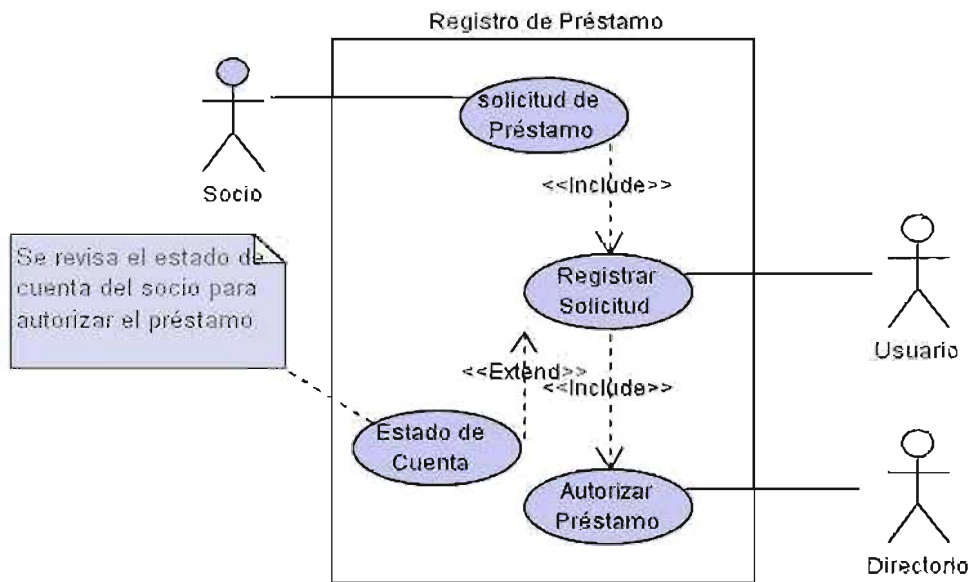 Registro de Préstamo
solicitud de
Préstamo
Socio
<<Include>>
Se revisa el estado de
cuenta del socio para
autorizar el préstamo
Registrar
Solicitud
Usuario
<<Extend>>
<<Include>>
Estado de
Cuenta
Autorizar
Préstamo
Directorio